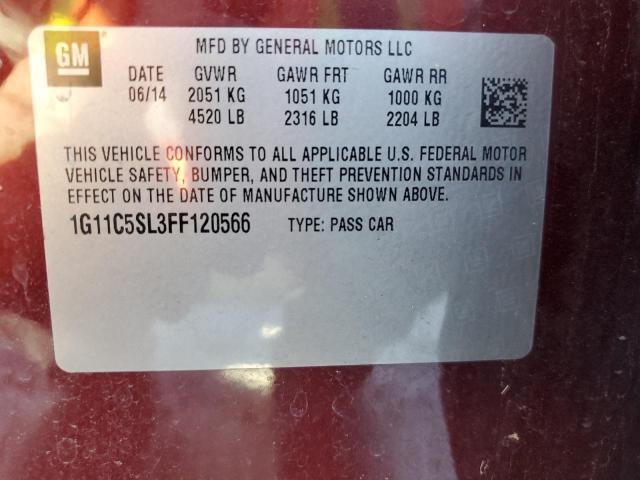 GM
MFD BY GENERAL MOTORS LLC
DATE GVWR GAWR FRT GAWR RR
06/14 2051 KG 1051 KG 1000 KG
4520 LB 2316 LB 2204 LB
THIS VEHICLE CONFORMS TO ALL APPLICABLE U.S. FEDERAL MOTOR
VEHICLE SAFETY, BUMPER, AND THEFT PREVENTION STANDARDS IN
EFFECT ON THE DATE OF MANUFACTURE SHOWN ABOVE.
1G11C5SL3FF120566 TYPE: PASS CAR